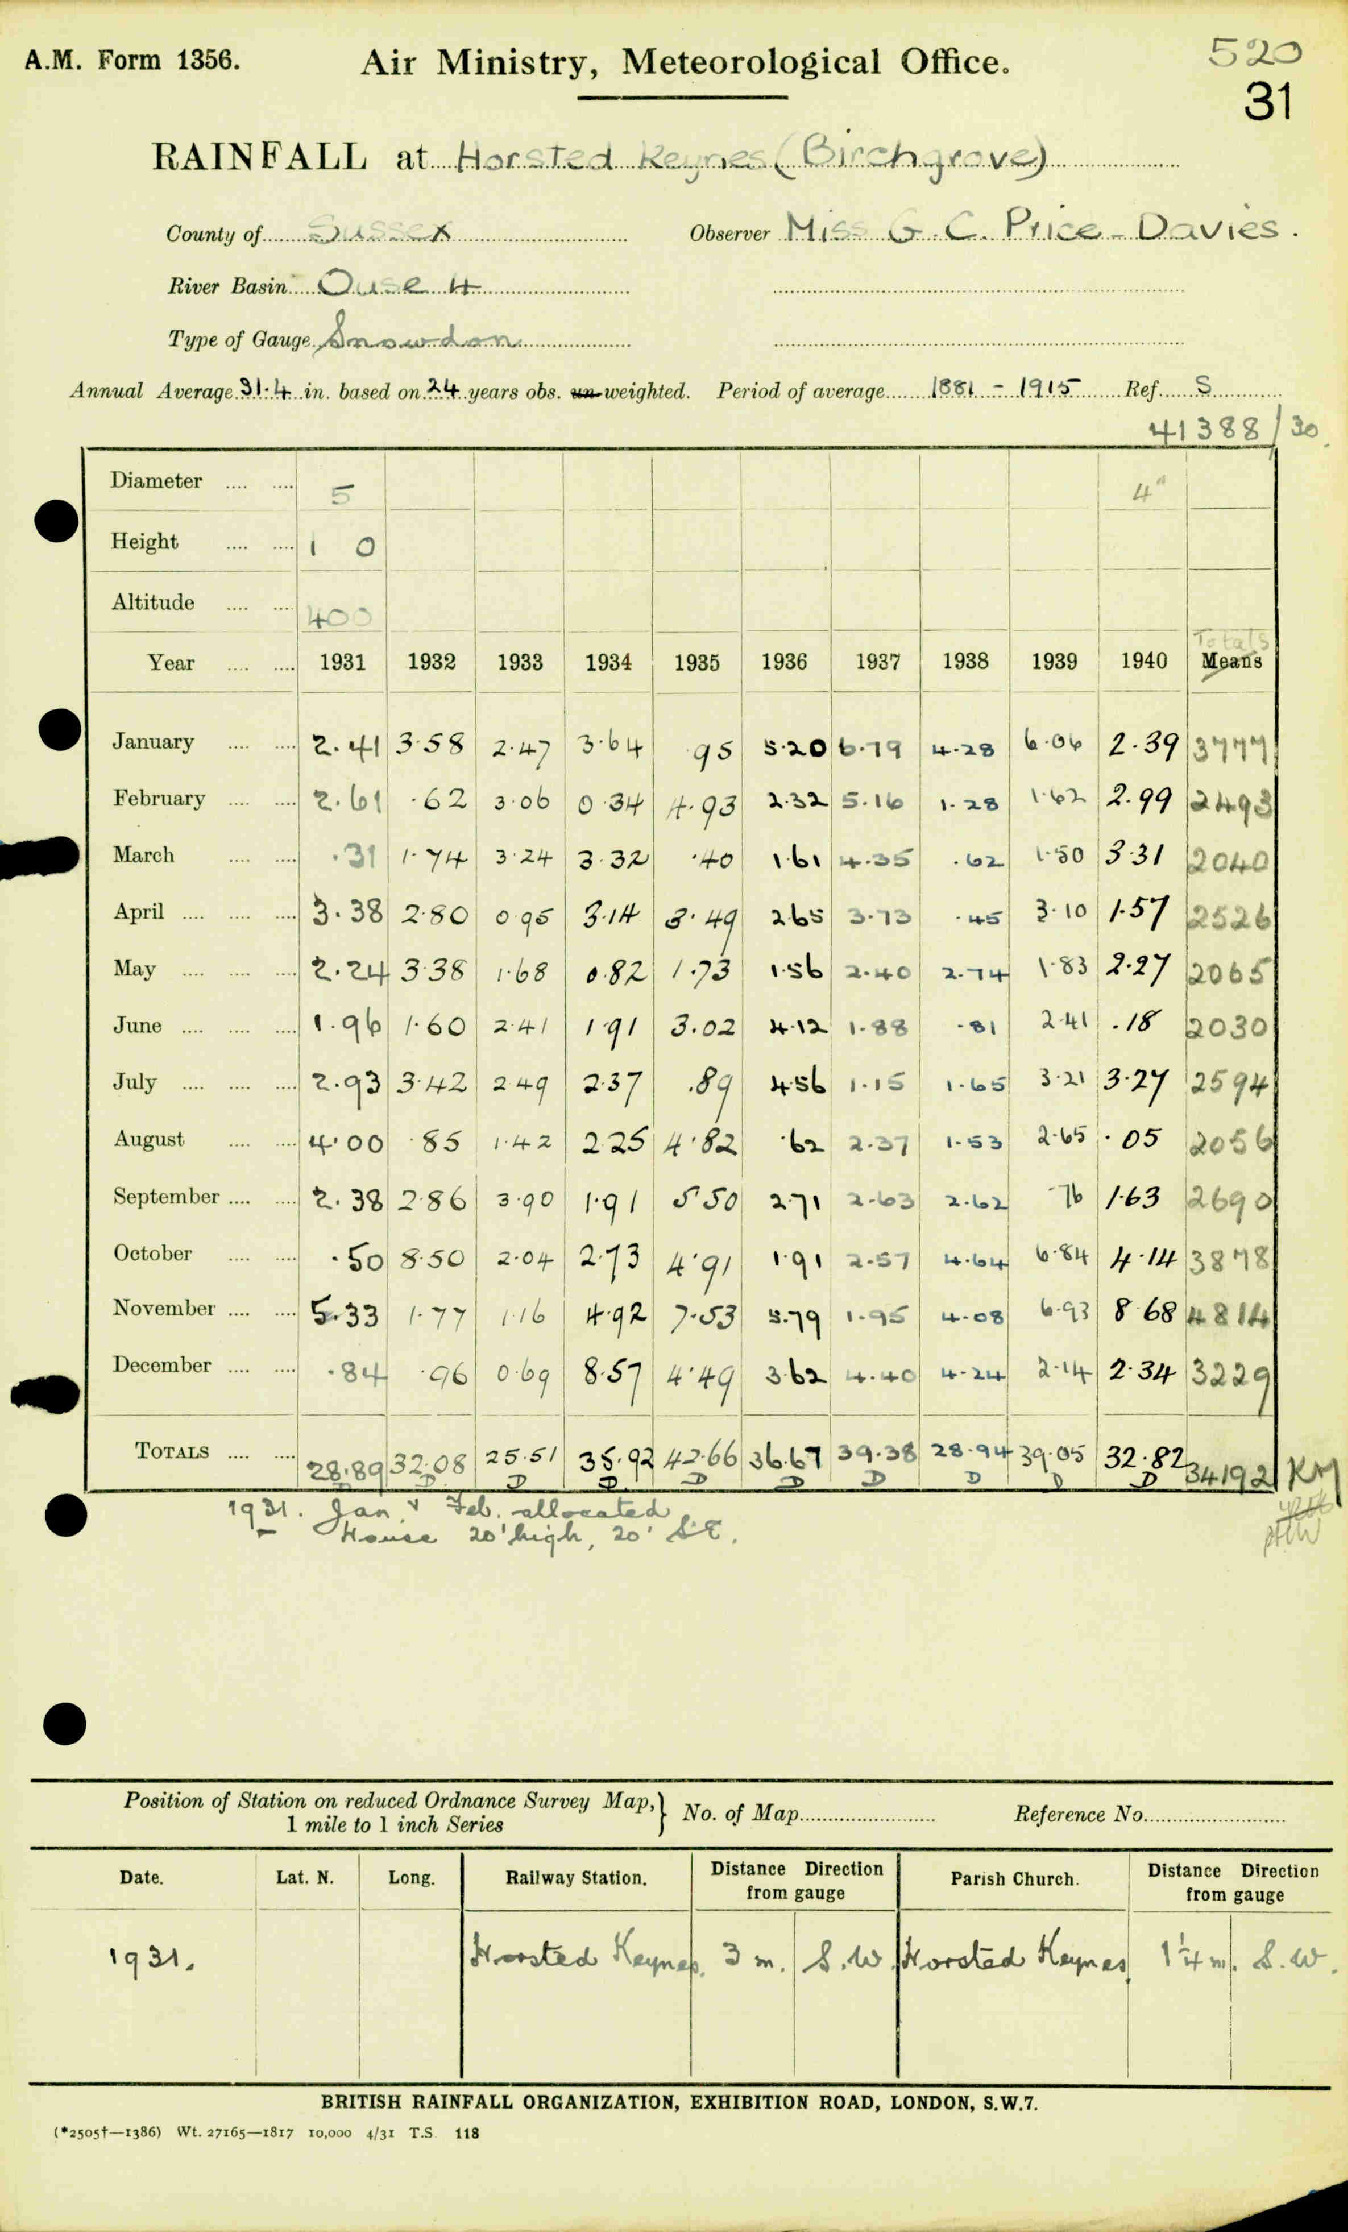 A.M. Form 1356.
Air Ministry, Meteorological Office.
520
31
RAINFALL at Horsted Keynes (Birchgrove)
County of Sussex Observer Miss G. C. Price-Davies.
River Basin Ouse 4
Type of Gauge Snowdon
Annual Average 31.4 in. based on 24 years obs. un-weighted. Period of average 1881 - 1915 Ref. S
41388/30
Diameter 5 4"
Height 1 0
Altitude 400
Totals
Year 1931 1932 1933 1934 1935 1936 1937 1938 1939 1940 Means
January 2.41 3.58 2.47 3.64 .95 5.20 6.79 4.28 6.06 2.39 3777
February 2.61 .62 3.06 0.34 4.93 2.32 5.16 1.28 1.62 2.99 2493
March .31 1.74 3.24 3.32 .40 1.61 4.35 .62 1.50 3.31 2040
April 3.38 2.80 0.95 3.14 3.49 2.65 3.73 .45 3.10 1.57 2526
May 2.24 3.38 1.68 0.82 1.73 1.56 2.40 2.74 1.83 2.27 2065
June 1.96 1.60 2.41 1.91 3.02 4.12 1.88 .81 2.41 .18 2030
July 2.93 3.42 2.49 2.37 .89 4.56 1.15 1.65 3.21 3.27 2594
August 4.00 .85 1.42 2.25 4.82 .62 2.37 1.53 2.65 .05 2056
September 2.38 2.86 3.90 1.91 5.50 2.71 2.63 2.62 .76 1.63 2690
October .50 8.50 2.04 2.73 4.91 1.91 2.57 4.64 6.84 4.14 3878
November 5.33 1.77 1.16 4.92 7.53 5.79 1.95 4.08 6.93 8.68 4814
December .84 .96 0.69 8.57 4.49 3.62 4.40 4.24 2.14 2.34 3229
TOTALS 28.89 32.08 25.51 35.92 42.66 36.67 39.38 28.94 39.05 32.82 34192 KM
D D D D D D D D D D
1931. Jan & Feb. allocated
House 20' high, 20' S.E.
Position of Station on reduced Ordnance Survey Map, 1 mile to 1 inch Series } No. of Map Reference No.
Date. Lat. N. Long. Railway Station. Distance Direction from gauge Parish Church. Distance Direction from gauge
1931. Horsted Keynes. 3 m. S.W. Horsted Keynes 1¼ m. S.W.
BRITISH RAINFALL ORGANIZATION, EXHIBITION ROAD, LONDON, S.W.7.
(*2505†—1386) Wt. 27165—1817 10,000 4/31 T.S. 118